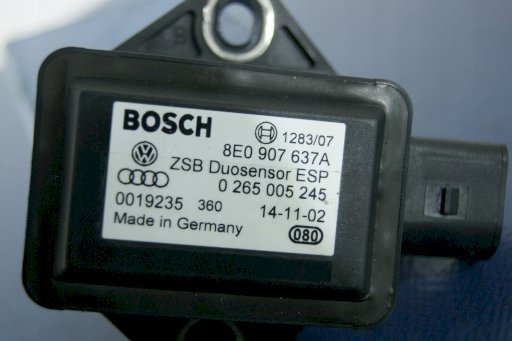 BOSCH 1283/07
8E0 907 637A
ZSB Duosensor ESP
0 265 005 245
0019235 360 14-11-02
Made in Germany 080